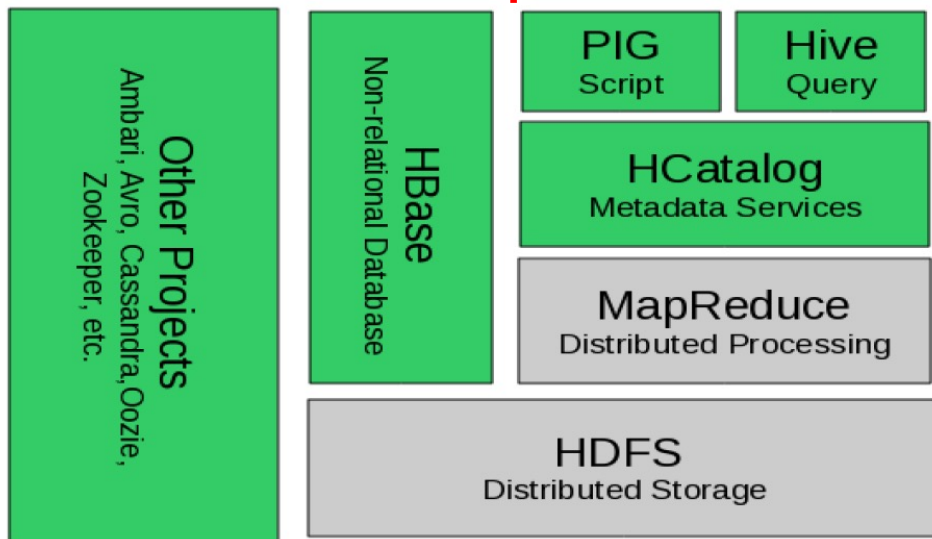 Other Projects
Ambari, Avro, Cassandra,Oozie,
Zookeeper, etc.
HBase
Non-relational Database
PIG
Script
Hive
Query
HCatalog
Metadata Services
MapReduce
Distributed Processing
HDFS
Distributed Storage